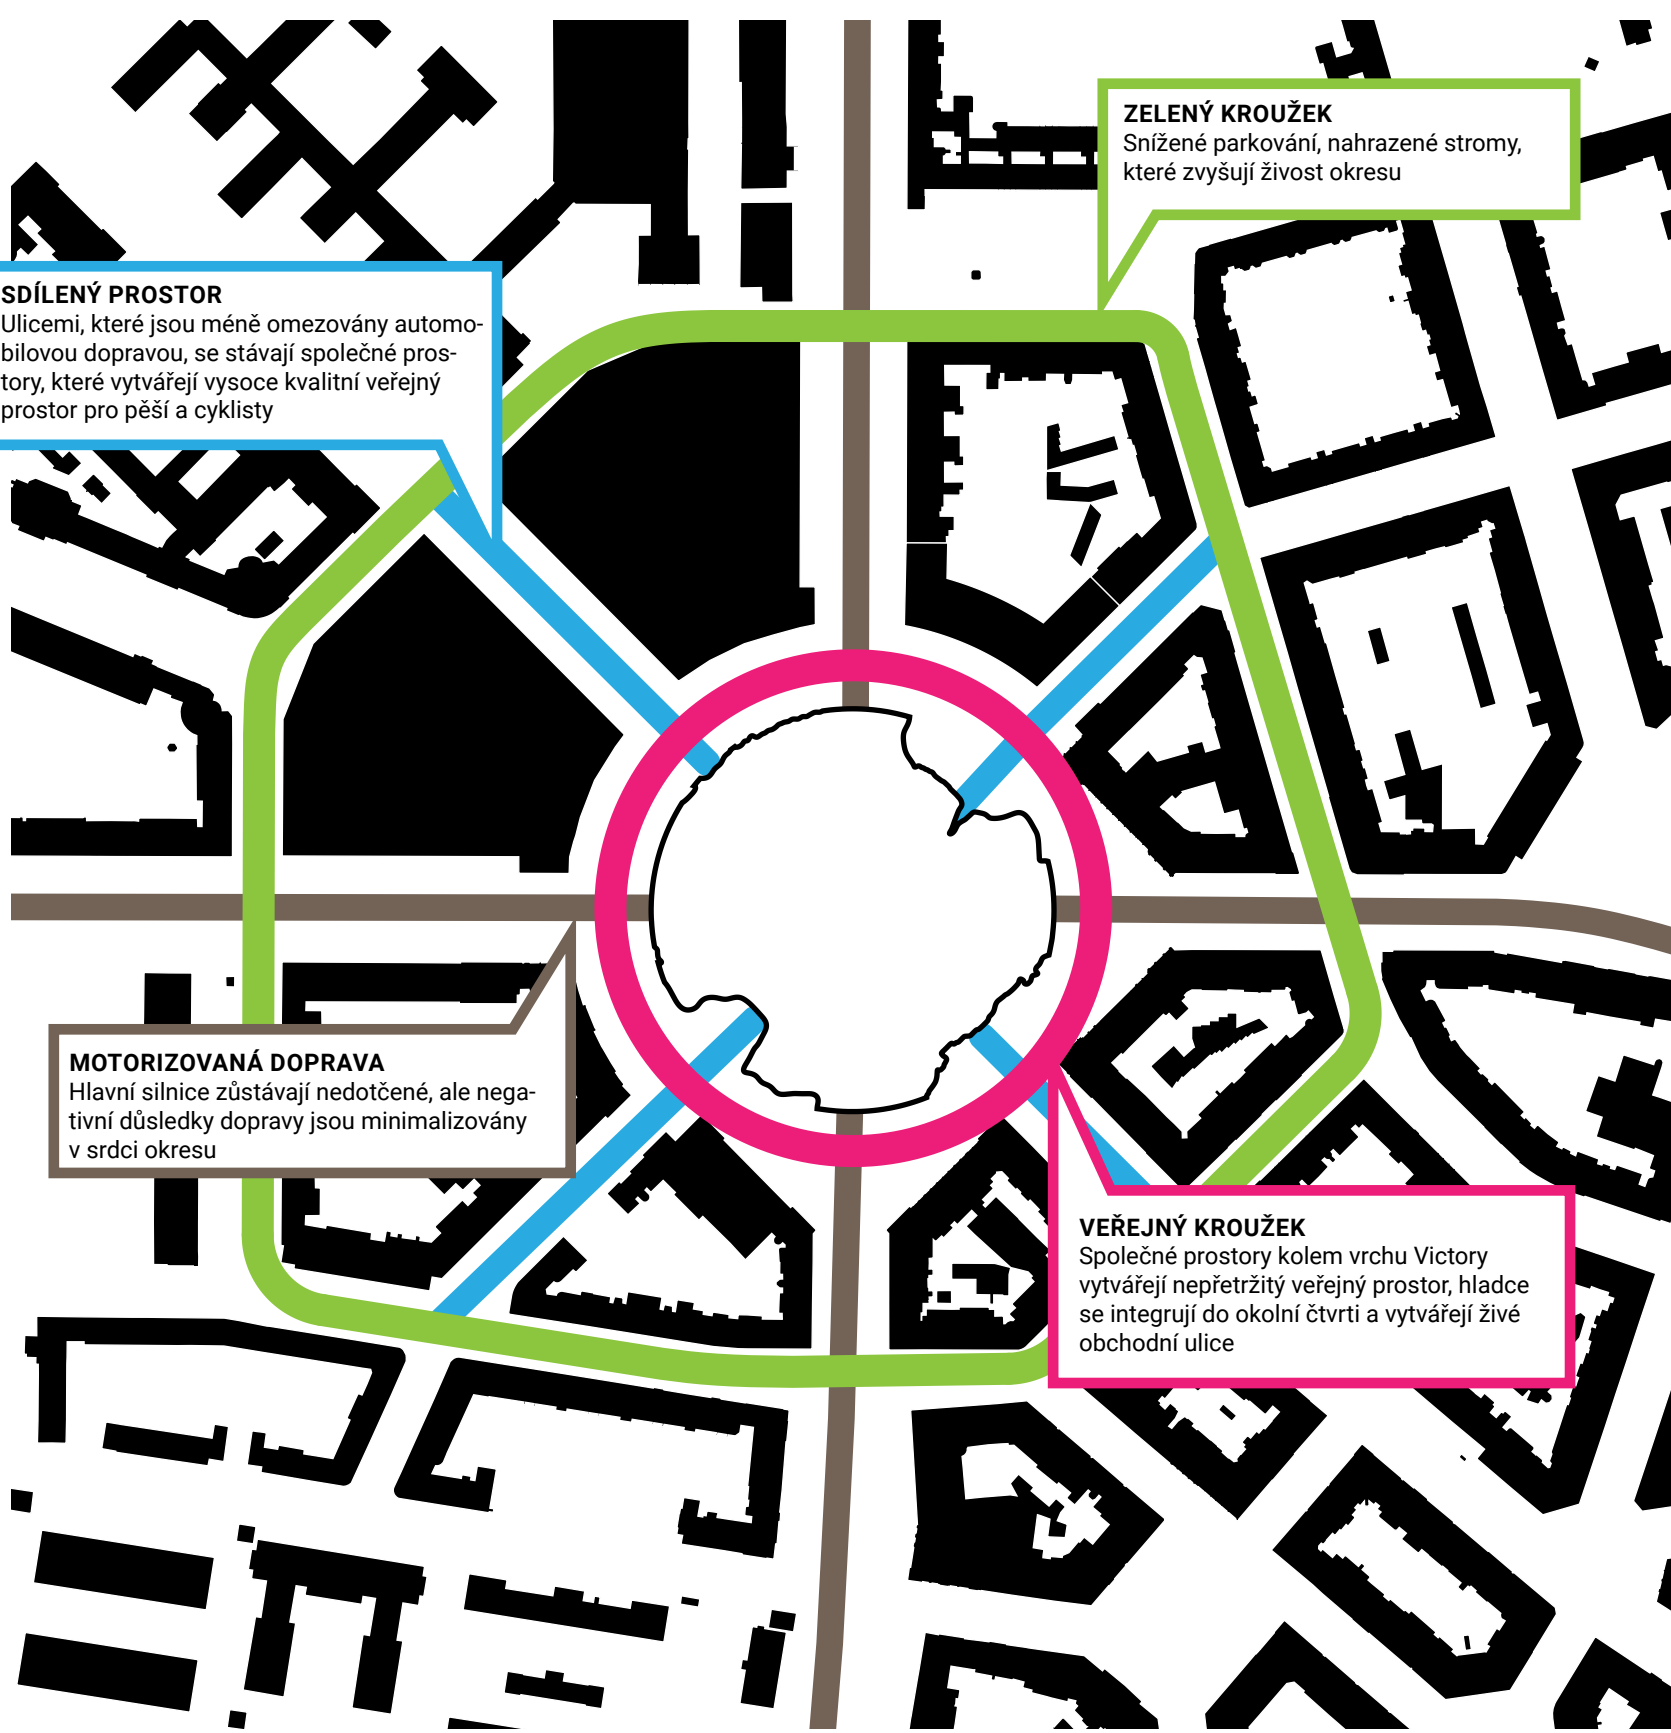 ZELENÝ KROUŽEK
Snížené parkování, nahrazené stromy,
které zvyšují živost okresu
SDÍLENÝ PROSTOR
Ulicemi, které jsou méně omezovány automo-
bilovou dopravou, se stávají společné pros-
tory, které vytvářejí vysoce kvalitní veřejný
prostor pro pěší a cyklisty
MOTORIZOVANÁ DOPRAVA
Hlavní silnice zůstávají nedotčené, ale nega-
tivní důsledky dopravy jsou minimalizovány
v srdci okresu
VEŘEJNÝ KROUŽEK
Společné prostory kolem vrchu Victory
vytvářejí nepřetržitý veřejný prostor, hladce
se integrují do okolní čtvrti a vytvářejí živé
obchodní ulice